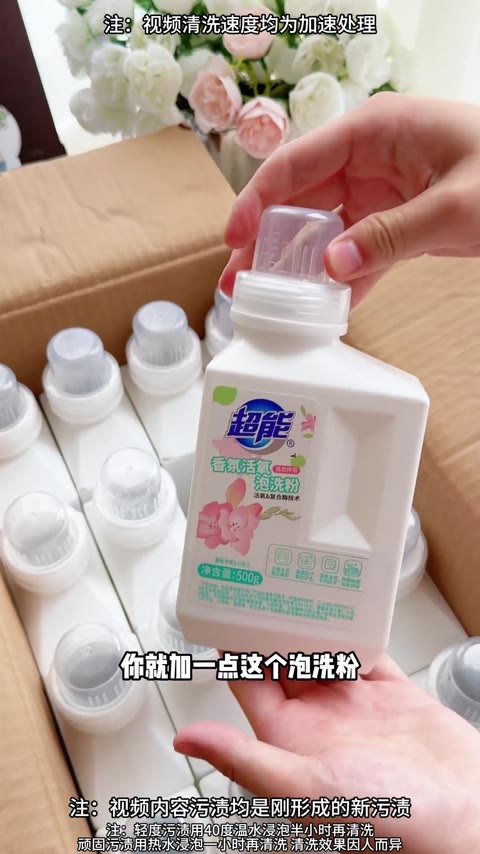 注：视频清洗速度均为加速处理
超能
香氛活氧
泡洗粉
活氧&复合酶技术
净含量:500g
你就加一点这个泡洗粉
注：视频内容污渍均是刚形成的新污渍
注：轻度污渍用40度温水浸泡半小时再清洗
顽固污渍用热水浸泡一小时再清洗 清洗效果因人而异